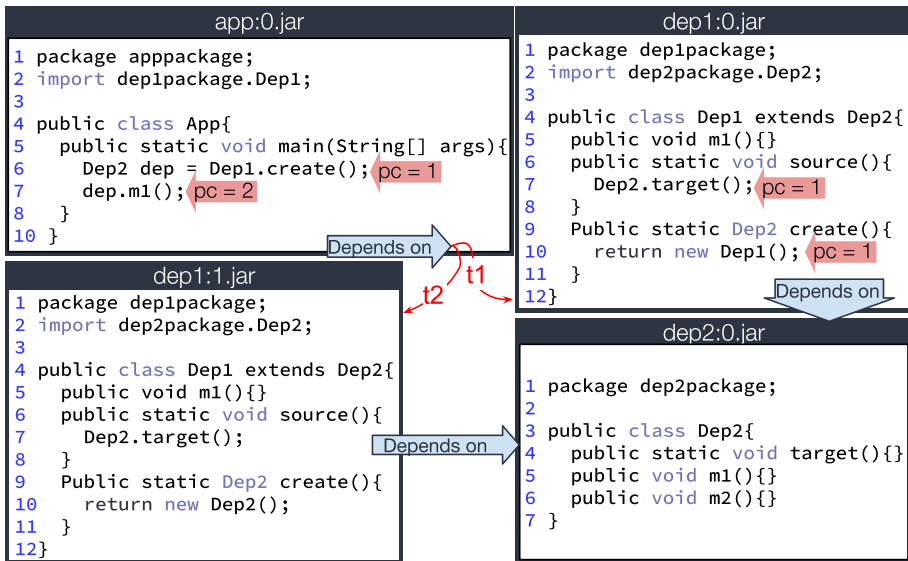 app:0.jar
1 package apppackage;
2 import dep1package.Dep1;
3
4 public class App{
5 public static void main(String[] args){
6 Dep2 dep = Dep1.create(); pc = 1
7 dep.m1(); pc = 2
8 }
10 }
Depends on
t1
t2
dep1:0.jar
1 package dep1package;
2 import dep2package.Dep2;
3
4 public class Dep1 extends Dep2{
5 public void m1(){}
6 public static void source(){
7 Dep2.target(); pc = 1
8 }
9 Public static Dep2 create(){
10 return new Dep1(); pc = 1
11 }
12}
Depends on
dep1:1.jar
1 package dep1package;
2 import dep2package.Dep2;
3
4 public class Dep1 extends Dep2{
5 public void m1(){}
6 public static void source(){
7 Dep2.target();
8 }
9 Public static Dep2 create(){
10 return new Dep2();
11 }
12}
Depends on
dep2:0.jar
1 package dep2package;
2
3 public class Dep2{
4 public static void target(){}
5 public void m1(){}
6 public void m2(){}
7 }